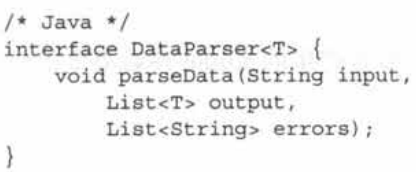 /* Java */
interface DataParser<T> {
    void parseData(String input,
        List<T> output,
        List<String> errors);
}